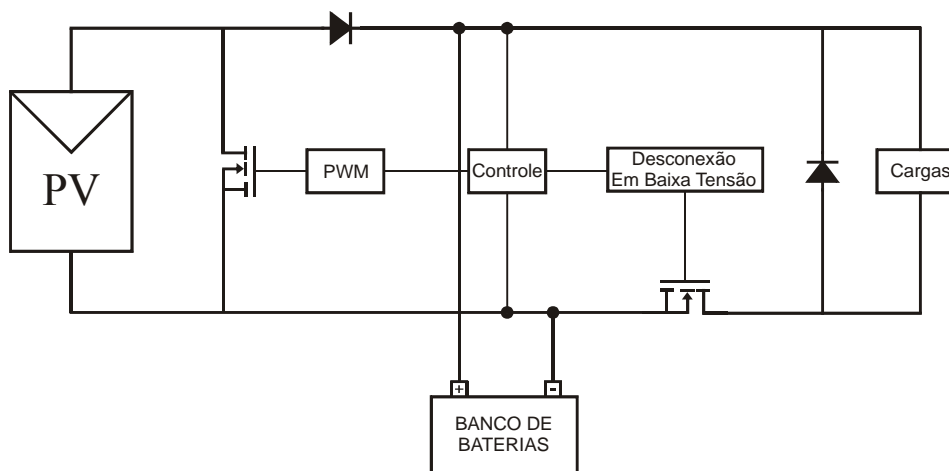 PV
PWM
Controle
Desconexão
Em Baixa Tensão
Cargas
+
-
BANCO DE
BATERIAS